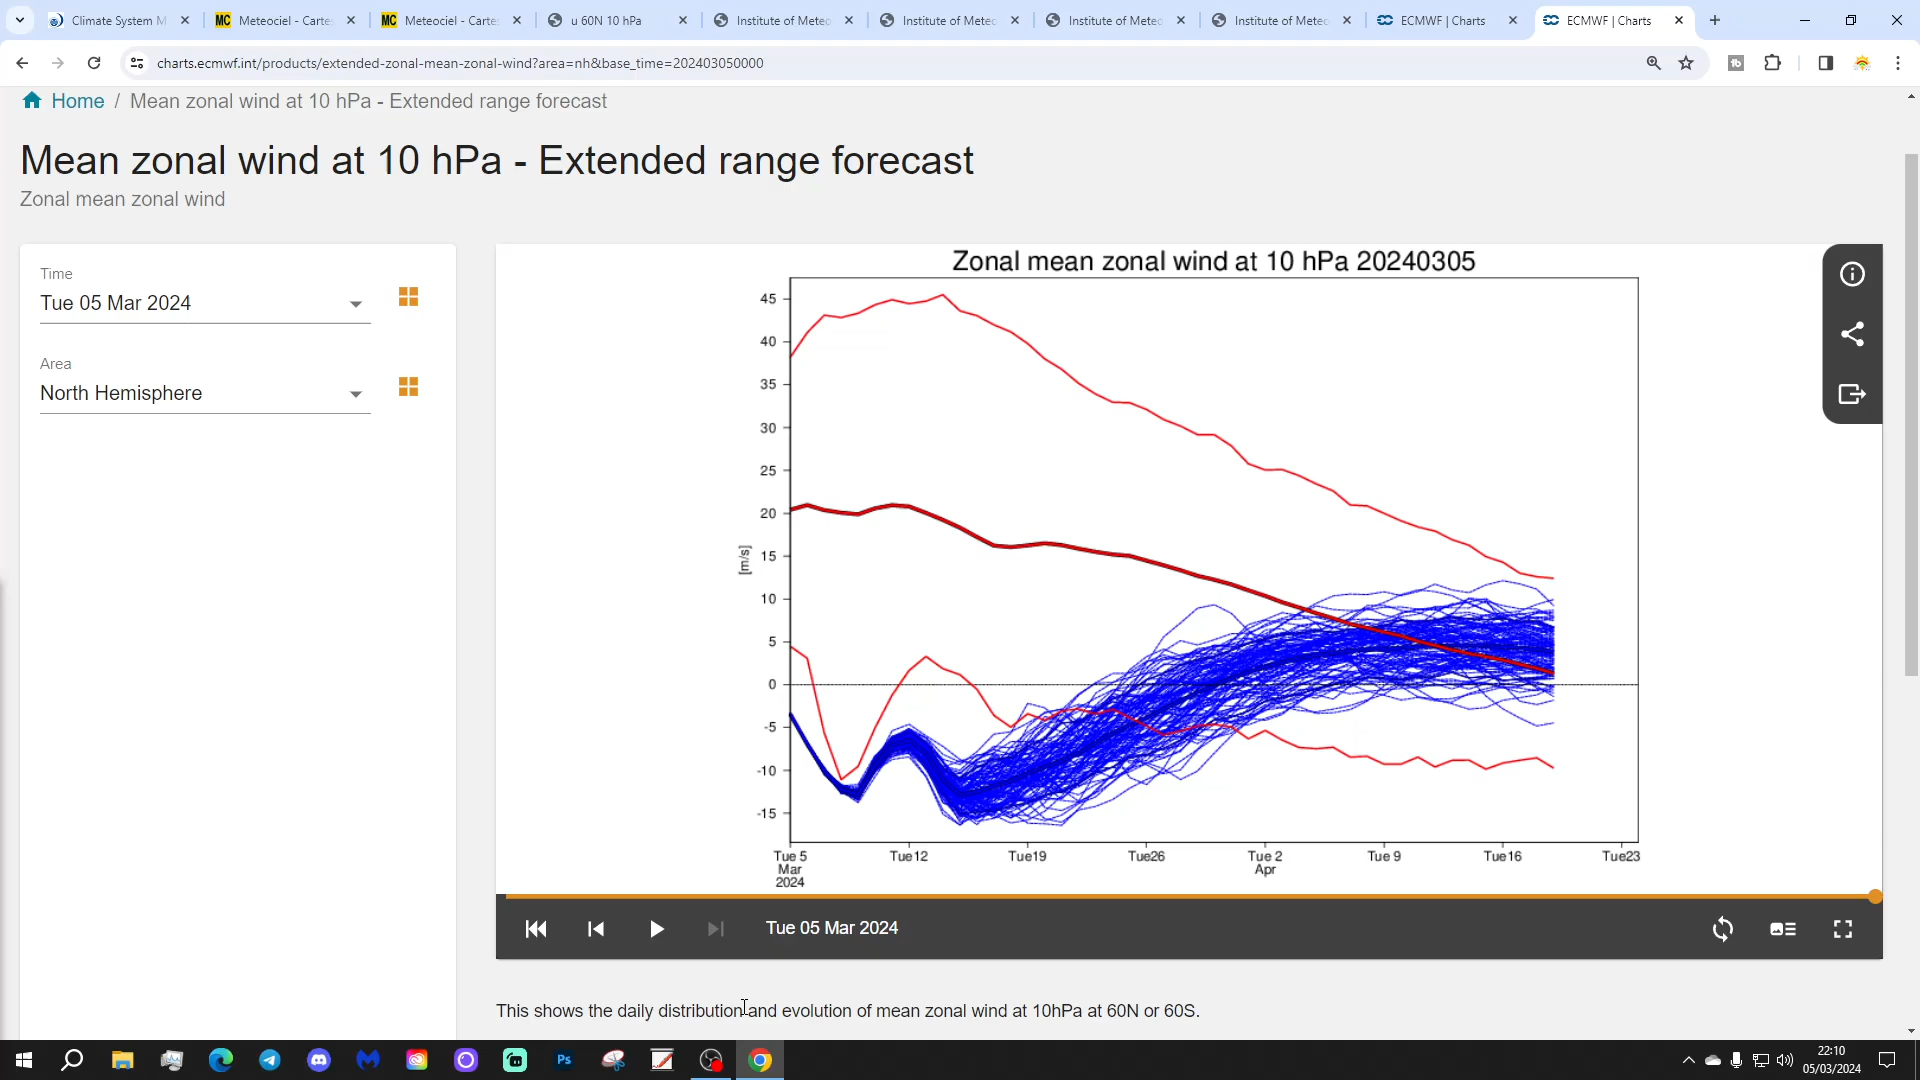 Climate System M
MC Meteociel - Carte
MC Meteociel - Carte
u 60N 10 hPa
Institute of Meteo
Institute of Meteo
Institute of Meteo
Institute of Meteo
ECMWF | Charts
ECMWF | Charts
charts.ecmwf.int/products/extended-zonal-mean-zonal-wind?area=nh&base_time=202403050000
Home / Mean zonal wind at 10 hPa - Extended range forecast
Mean zonal wind at 10 hPa - Extended range forecast
Zonal mean zonal wind
Time
Tue 05 Mar 2024
Area
North Hemisphere
Zonal mean zonal wind at 10 hPa 20240305
45
40
35
30
25
20
15
10
5
0
-5
-10
-15
[m/s]
Tue 5
Mar
2024
Tue12
Tue19
Tue26
Tue 2
Apr
Tue 9
Tue16
Tue23
Tue 05 Mar 2024
This shows the daily distribution and evolution of mean zonal wind at 10hPa at 60N or 60S.
Ps
22:10
05/03/2024